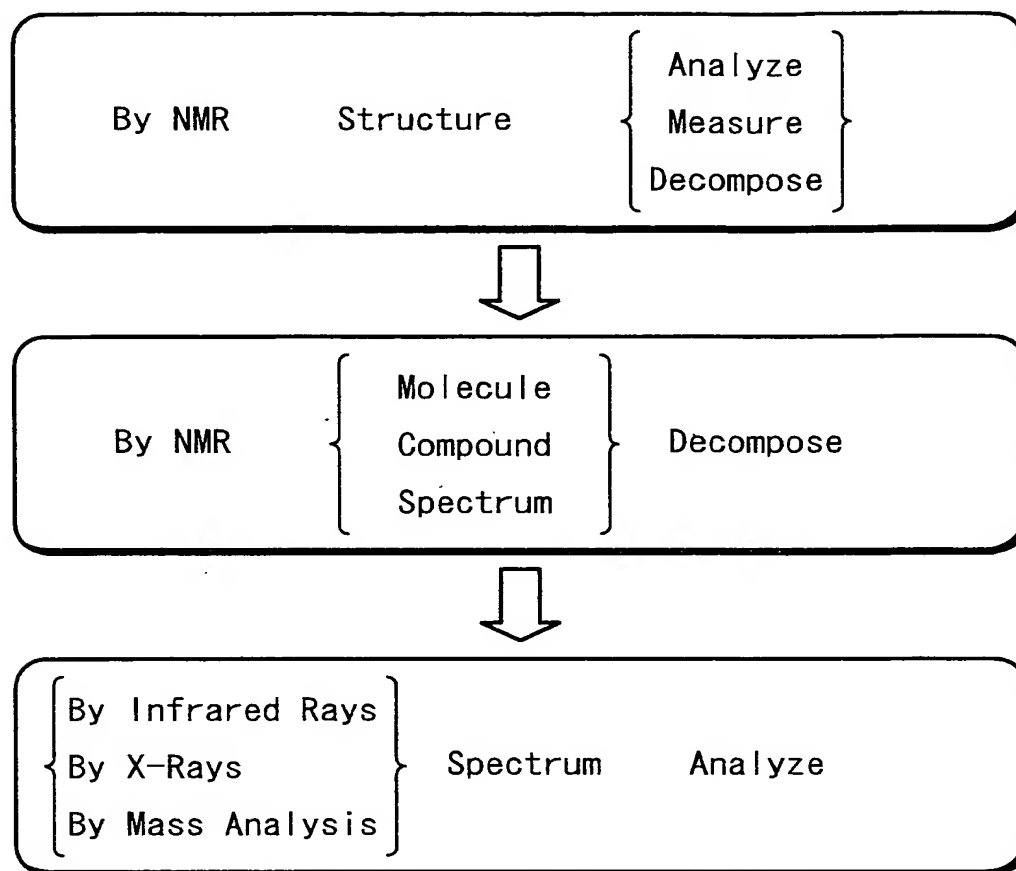 Analyze
By NMR Structure Measure
Decompose
Molecule
By NMR Compound Decompose
Spectrum
By Infrared Rays
By X-Rays Spectrum Analyze
By Mass Analysis